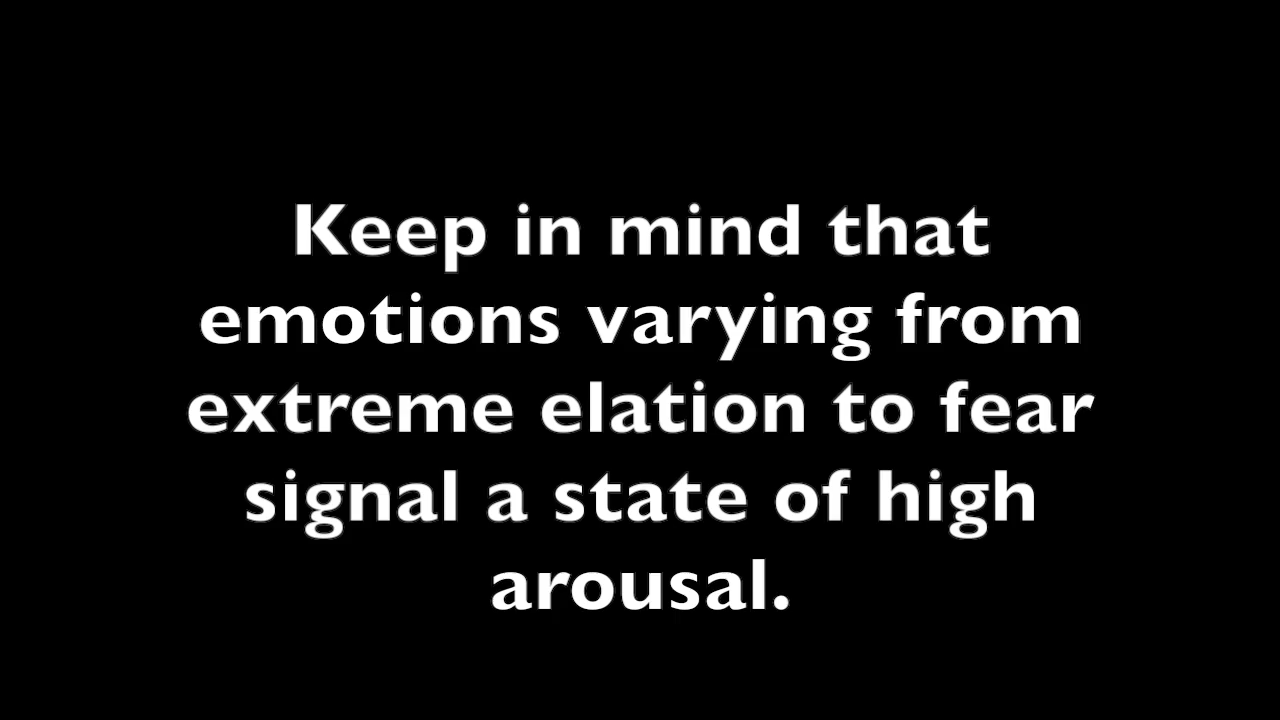 Keep in mind that
emotions varying from
extreme elation to fear
signal a state of high
arousal.